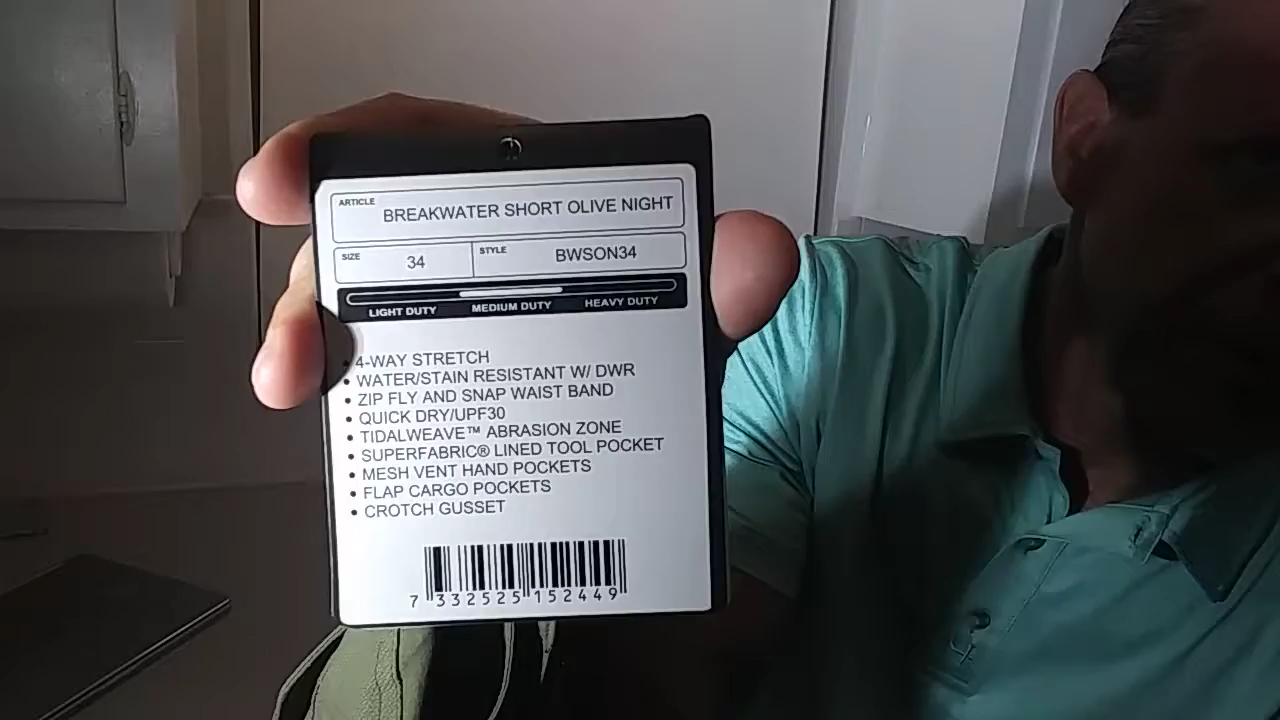 ARTICLE
BREAKWATER SHORT OLIVE NIGHT
SIZE 34 STYLE BWSON34
LIGHT DUTY MEDIUM DUTY HEAVY DUTY
• 4-WAY STRETCH
• WATER/STAIN RESISTANT W/ DWR
• ZIP FLY AND SNAP WAIST BAND
• QUICK DRY/UPF30
• TIDALWEAVE™ ABRASION ZONE
• SUPERFABRIC® LINED TOOL POCKET
• MESH VENT HAND POCKETS
• FLAP CARGO POCKETS
• CROTCH GUSSET
7 332525 152449